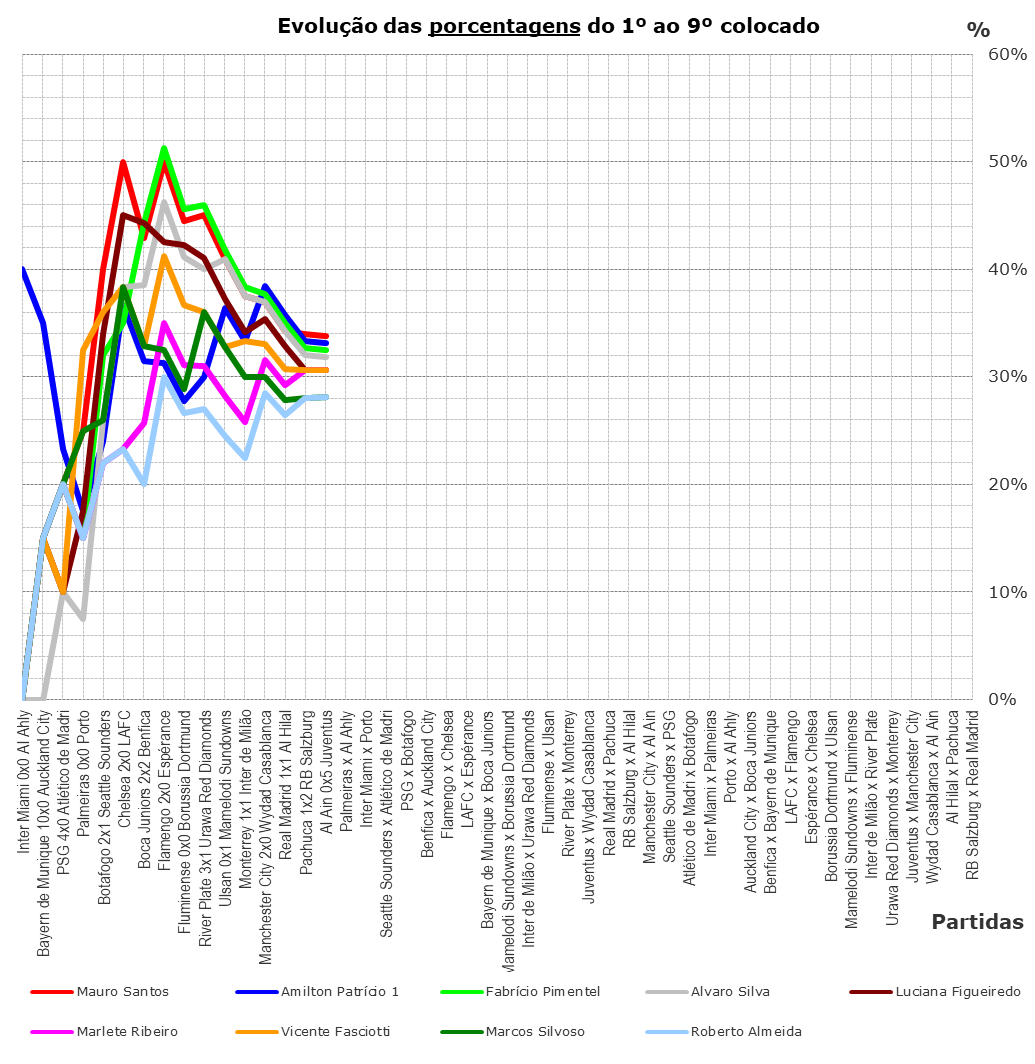 Evolução das porcentagens do 1º ao 9º colocado
%
60%
50%
40%
30%
20%
10%
0%
Inter Miami 0x0 Al Ahly
Bayern de Munique 10x0 Auckland City
PSG 4x0 Atlético de Madri
Palmeiras 0x0 Porto
Botafogo 2x1 Seattle Sounders
Chelsea 2x0 LAFC
Boca Juniors 2x2 Benfica
Flamengo 2x0 Espérance
Fluminense 0x0 Borussia Dortmund
River Plate 3x1 Urawa Red Diamonds
Ulsan 0x1 Mamelodi Sundowns
Monterrey 1x1 Inter de Milão
Manchester City 2x0 Wydad Casablanca
Real Madrid 1x1 Al Hilal
Pachuca 1x2 RB Salzburg
Al Ain 0x5 Juventus
Palmeiras x Al Ahly
Inter Miami x Porto
Seattle Sounders x Atlético de Madri
PSG x Botafogo
Benfica x Auckland City
Flamengo x Chelsea
LAFC x Espérance
Bayern de Munique x Boca Juniors
Mamelodi Sundowns x Borussia Dortmund
Inter de Milão x Urawa Red Diamonds
Fluminense x Ulsan
River Plate x Monterrey
Juventus x Wydad Casablanca
Real Madrid x Pachuca
RB Salzburg x Al Hilal
Manchester City x Al Ain
Seattle Sounders x PSG
Atlético de Madri x Botafogo
Inter Miami x Palmeiras
Porto x Al Ahly
Auckland City x Boca Juniors
Benfica x Bayern de Munique
LAFC x Flamengo
Espérance x Chelsea
Borussia Dortmund x Ulsan
Mamelodi Sundowns x Fluminense
Inter de Milão x River Plate
Urawa Red Diamonds x Monterrey
Juventus x Manchester City
Wydad Casablanca x Al Ain
Al Hilal x Pachuca
RB Salzburg x Real Madrid
Partidas
Mauro Santos
Amilton Patrício 1
Fabrício Pimentel
Alvaro Silva
Luciana Figueiredo
Marlete Ribeiro
Vicente Fasciotti
Marcos Silvoso
Roberto Almeida